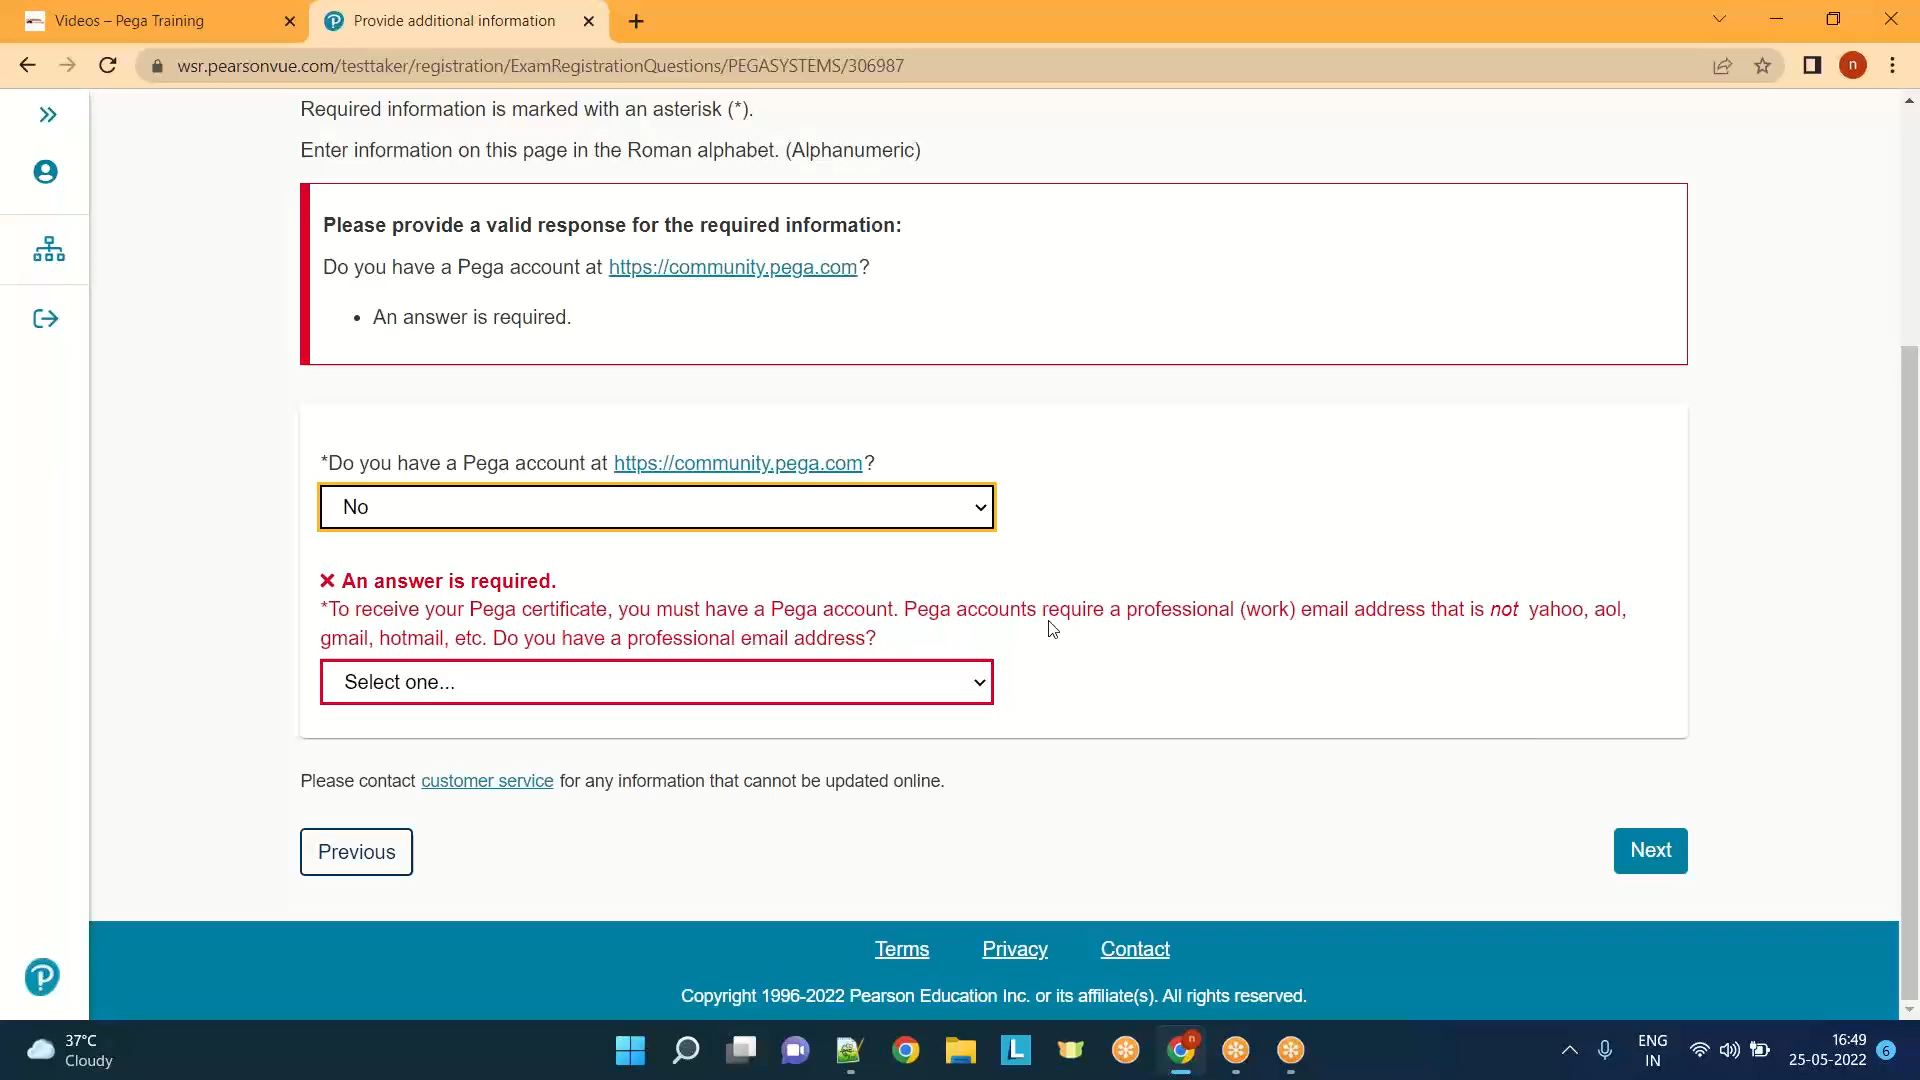 Videos – Pega Training
Provide additional information
wsr.pearsonvue.com/testtaker/registration/ExamRegistrationQuestions/PEGASYSTEMS/306987
n
Required information is marked with an asterisk (*).
Enter information on this page in the Roman alphabet. (Alphanumeric)
Please provide a valid response for the required information:
Do you have a Pega account at https://community.pega.com?
• An answer is required.
*Do you have a Pega account at https://community.pega.com?
No
An answer is required.
*To receive your Pega certificate, you must have a Pega account. Pega accounts require a professional (work) email address that is not yahoo, aol,
gmail, hotmail, etc. Do you have a professional email address?
Select one...
Please contact customer service for any information that cannot be updated online.
Previous
Next
Terms Privacy Contact
Copyright 1996-2022 Pearson Education Inc. or its affiliate(s). All rights reserved.
37°C
Cloudy
L
n
ENG
IN
16:49
25-05-2022
6